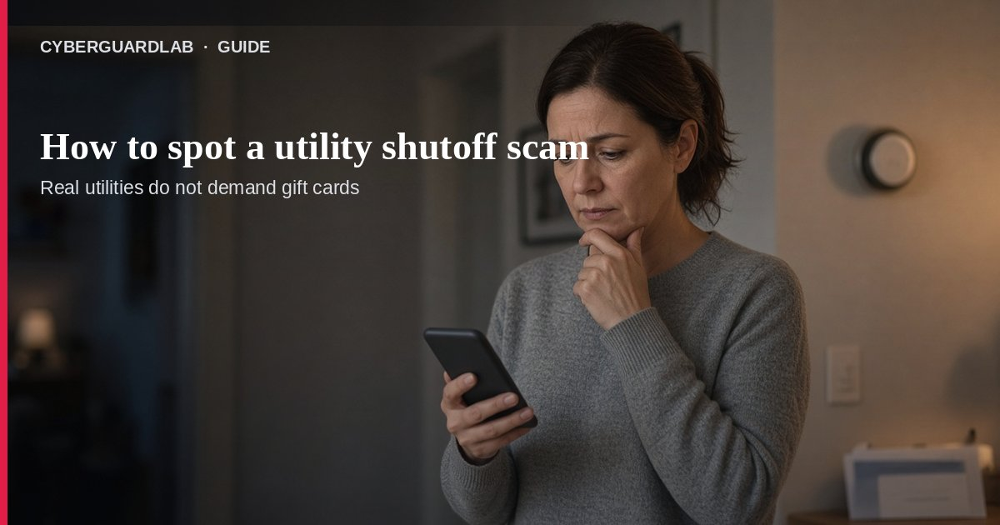 CYBERGUARDLAB · GUIDE
How to spot a utility shutoff scam
Real utilities do not demand gift cards